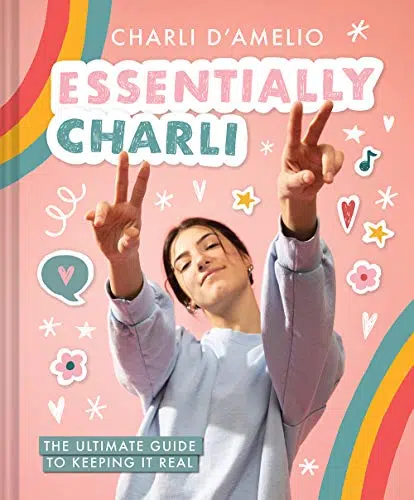 CHARLI D'AMELIO
ESSENTIALLY
CHARLI
THE ULTIMATE GUIDE
TO KEEPING IT REAL